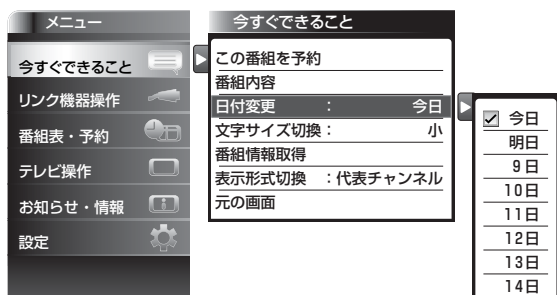 メニュー
今すぐできること
リンク機器操作
番組表・予約
テレビ操作
お知らせ・情報
設定
今すぐできること
この番組を予約
番組内容
日付変更 : 今日
文字サイズ切換 : 小
番組情報取得
表示形式切換 : 代表チャンネル
元の画面
今日
明日
9日
10日
11日
12日
13日
14日